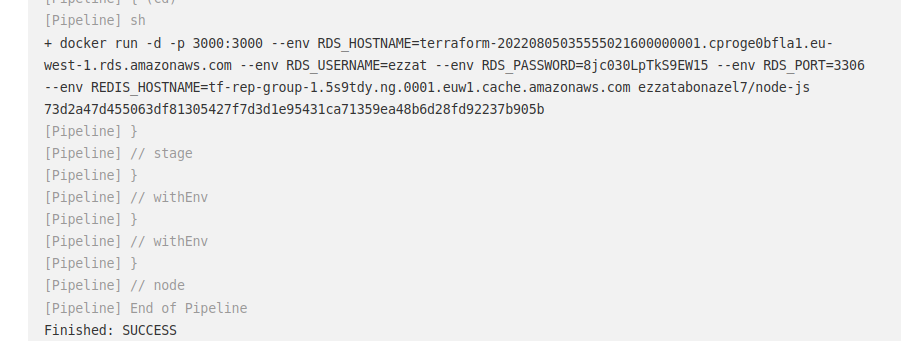 [Pipeline] { (cd)
[Pipeline] sh
+ docker run -d -p 3000:3000 --env RDS_HOSTNAME=terraform-20220805035555021600000001.cproge0bfla1.eu-
west-1.rds.amazonaws.com --env RDS_USERNAME=ezzat --env RDS_PASSWORD=8jc030LpTkS9EW15 --env RDS_PORT=3306
--env REDIS_HOSTNAME=tf-rep-group-1.5s9tdy.ng.0001.euw1.cache.amazonaws.com ezzatabonazel7/node-js
73d2a47d455063df81305427f7d3d1e95431ca71359ea48b6d28fd92237b905b
[Pipeline] }
[Pipeline] // stage
[Pipeline] }
[Pipeline] // withEnv
[Pipeline] }
[Pipeline] // withEnv
[Pipeline] }
[Pipeline] // node
[Pipeline] End of Pipeline
Finished: SUCCESS